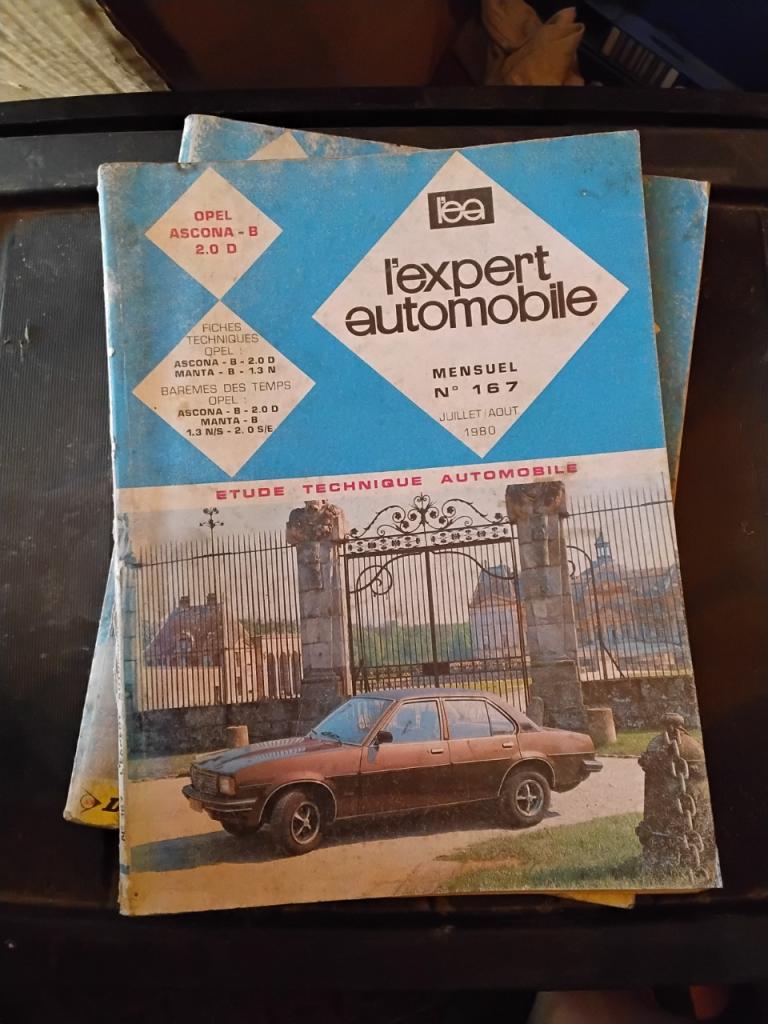 OPEL
ASCONA - B
2.0 D
FICHES
TECHNIQUES
OPEL :
ASCONA - B - 2.0 D
MANTA - B - 1.3 N
BAREMES DES TEMPS
OPEL :
ASCONA - B - 2.0 D
MANTA - B
1.3 N/S - 2.0 S/E
l'ea
l'expert
automobile
MENSUEL
N° 167
JUILLET/AOUT
1980
ETUDE TECHNIQUE AUTOMOBILE